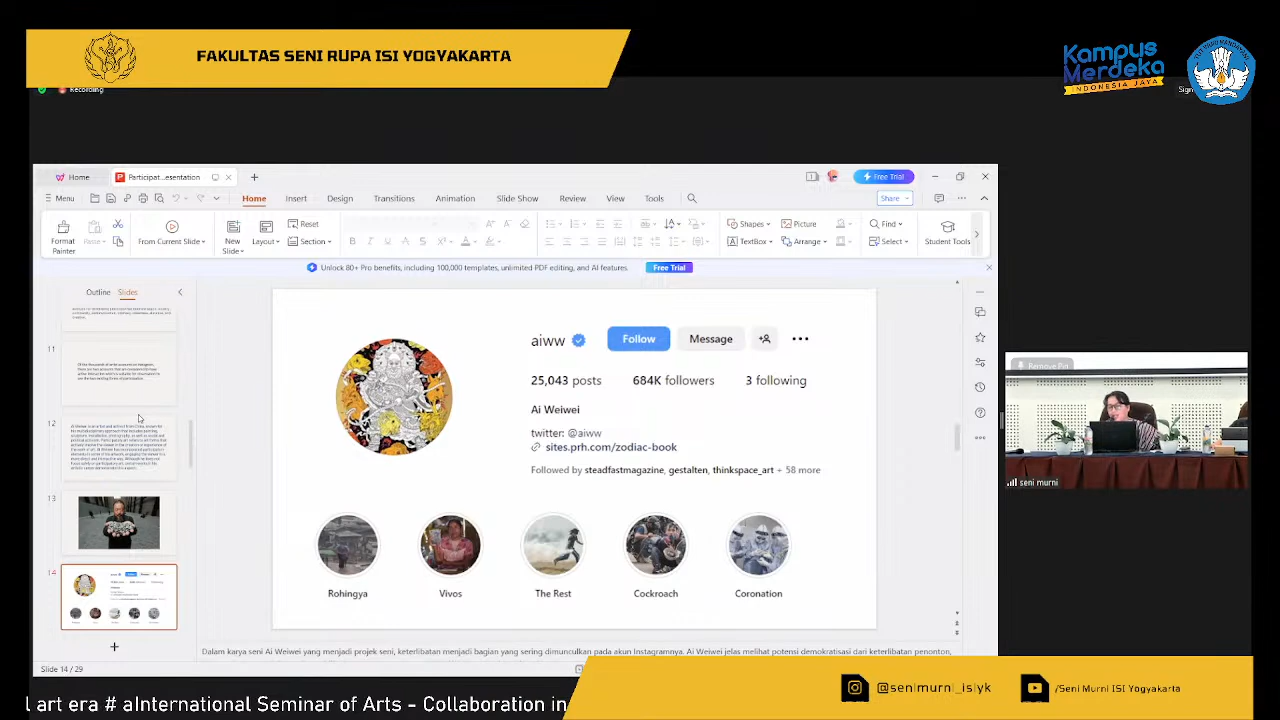 FAKULTAS SENI RUPA ISI YOGYAKARTA
Kampus
Merdeka
INDONESIA JAYA
Recording
Sign
Home
Participat...esentation
Free Trial
Menu
Home Insert Design Transitions Animation Slide Show Review View Tools
Share
Format
Painter
Paste
From Current Slide
New
Slide
Layout
Reset
Section
Shapes Picture
TextBox Arrange
Find
Select
Student Tools
Unlock 80+ Pro benefits, including 100,000 templates, unlimited PDF editing, and AI features.
Free Trial
Outline Slides
11
12
13
14
aiww
Follow
Message
25,043 posts 684K followers 3 following
Ai Weiwei
twitter: @aiww
sites.prh.com/zodiac-book
Followed by steadfastmagazine, gestalten, thinkspace_art + 58 more
Rohingya Vivos The Rest Cockroach Coronation
Remove Pin
seni murni
Dalam karya seni Ai Weiwei yang menjadi projek seni, keterlibatan menjadi bagian yang sering dimunculkan pada akun Instagramnya. Ai Weiwei jelas melihat potensi demokratisasi dari keterlibatan penonton,
Slide 14 / 29
art era # aInternational Seminar of Arts - Collaboration in
@senimurni_isiyk
/Seni Murni ISI Yogyakarta